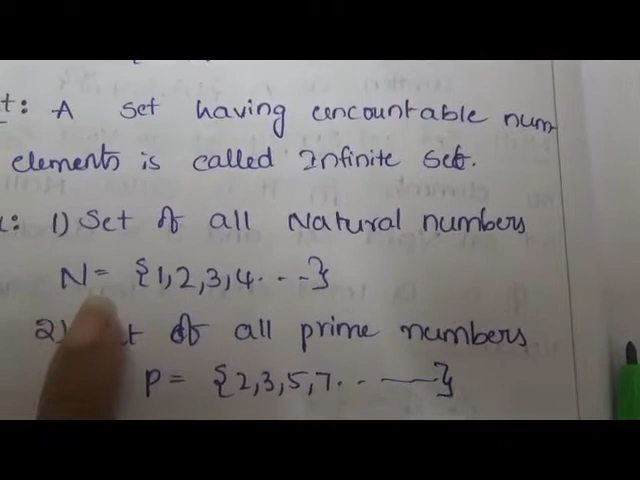 t: A set having uncountable num
elements is called Infinite set.
: 1) Set of all Natural numbers
N = {1,2,3,4. ...}
2) of all prime numbers
P = {2,3,5,7.. ——}